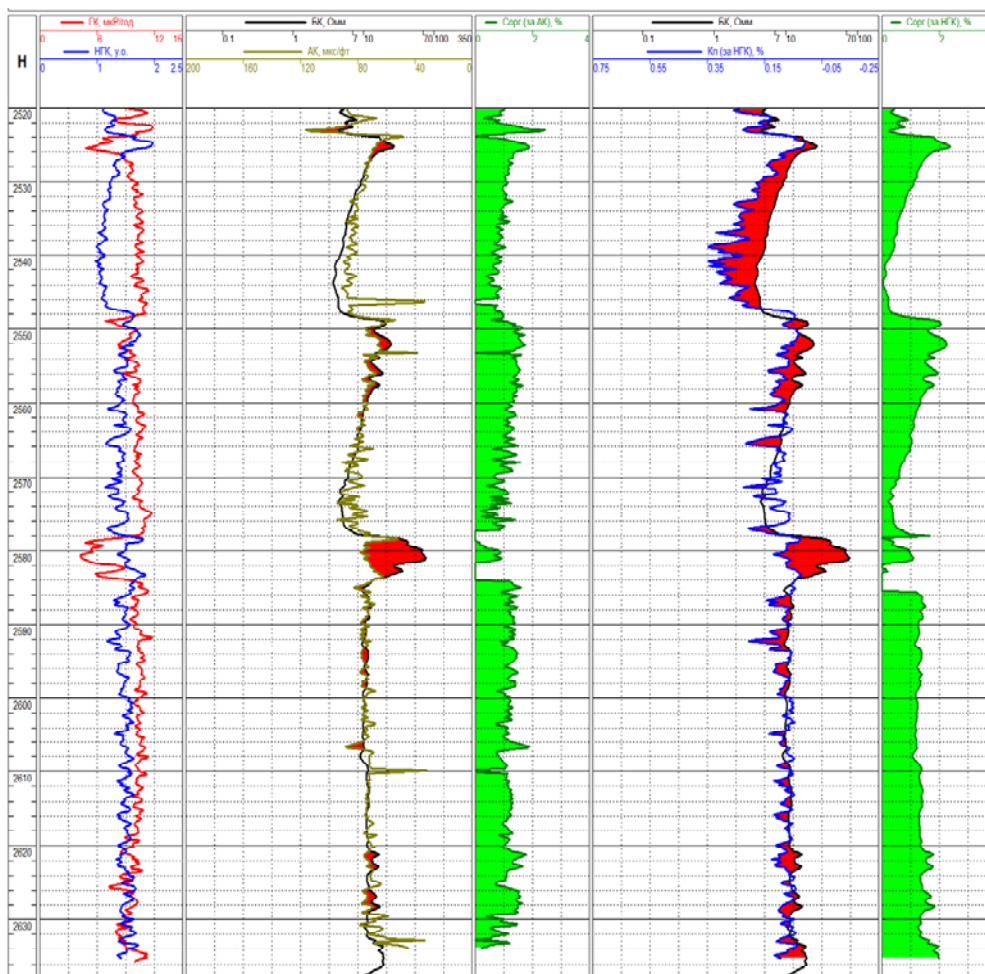 ГК, мкР/год
0 6 12 15
НГК, у.о.
0 1 2 2.5
БК, Омм
0.1 1 7 10 70 100 350
АК, мкс/фт
200 160 120 80 40 0
Сорг (за АК), %
0 2 4
БК, Омм
0.1 1 7 10 70 100
Кп (за НГК), %
0.75 0.55 0.35 0.15 -0.05 -0.25
Сорг (за НГК), %
0 2
Н
2520
2530
2540
2550
2560
2570
2580
2590
2600
2610
2620
2630